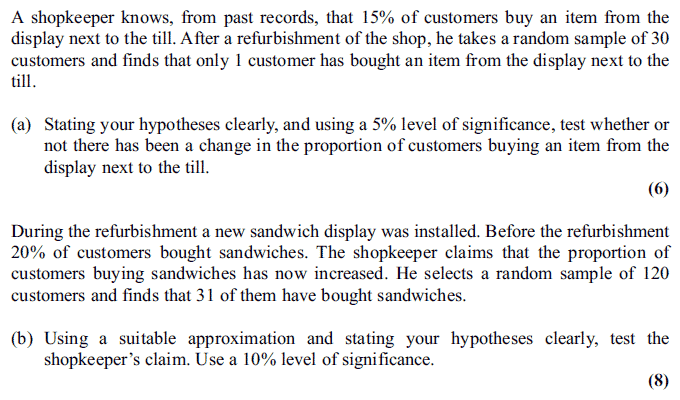 A shopkeeper knows, from past records, that 15% of customers buy an item from the
display next to the till. After a refurbishment of the shop, he takes a random sample of 30
customers and finds that only 1 customer has bought an item from the display next to the
till.
(a) Stating your hypotheses clearly, and using a 5% level of significance, test whether or
not there has been a change in the proportion of customers buying an item from the
display next to the till.
(6)
During the refurbishment a new sandwich display was installed. Before the refurbishment
20% of customers bought sandwiches. The shopkeeper claims that the proportion of
customers buying sandwiches has now increased. He selects a random sample of 120
customers and finds that 31 of them have bought sandwiches.
(b) Using a suitable approximation and stating your hypotheses clearly, test the
shopkeeper's claim. Use a 10% level of significance.
(8)